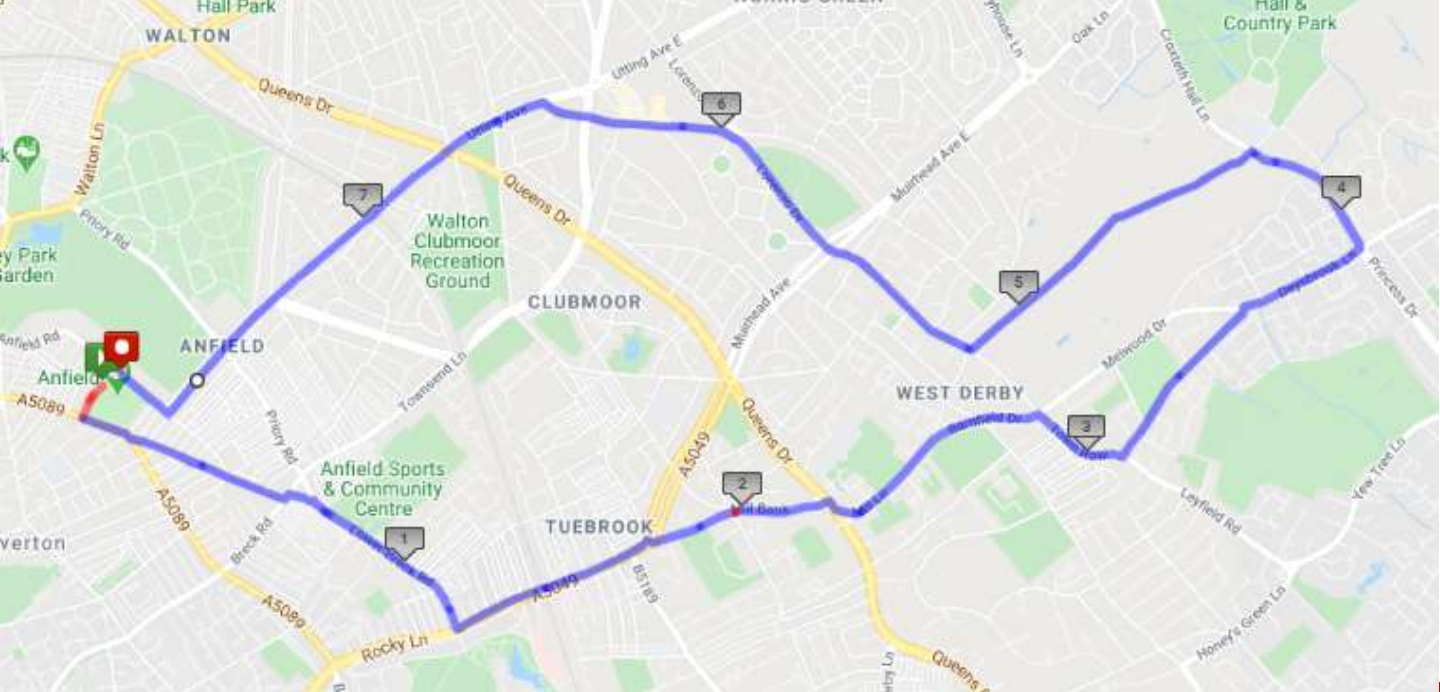 Hall Park
WALTON
Utting Ave E
Oak Ln
Hall &
Country Park
Croxteth Hall Ln
Queens Dr
Utting Ave
6
Muirhead Ave E
Walton Ln
Priory Rd
7
Queens Dr
4
Walton
Clubmoor
Recreation
Ground
5
Deysbrook Ln
Princess Dr
CLUBMOOR
Muirhead Ave
Melwood Dr
Anfield Rd
ANFIELD
Anfield
A5089
Townsend Ln
WEST DERBY
Priory Rd
Queens Dr
3
A5049
Anfield Sports
& Community
Centre
2
Yew Tree Ln
Leyfield Rd
A5089
Breck Rd
1
TUEBROOK
A5049
B5189
A5089
Rocky Ln
Honey's Green Ln
Queens